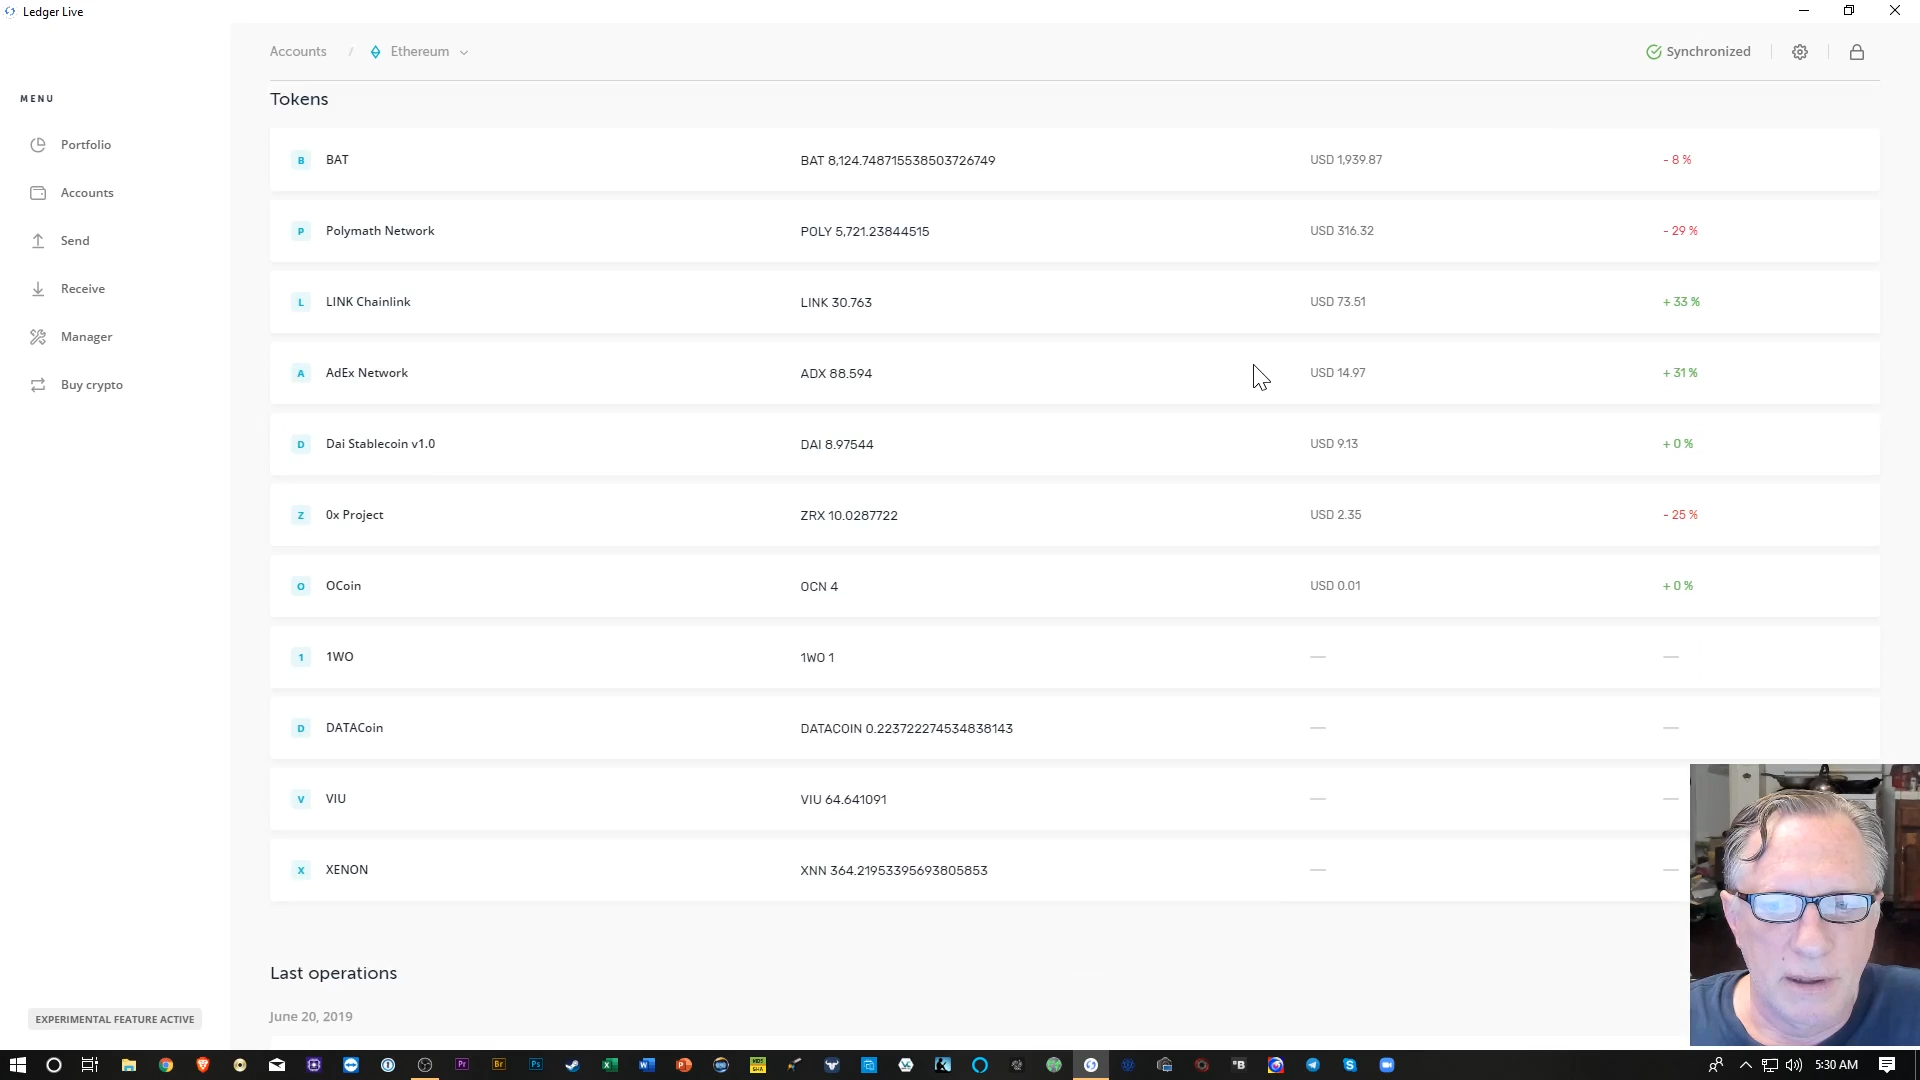 Ledger Live
Accounts / Ethereum
Synchronized
MENU
Portfolio
Accounts
Send
Receive
Manager
Buy crypto
EXPERIMENTAL FEATURE ACTIVE
Tokens
B BAT BAT 8,124.748715538503726749 USD 1,939.87 - 8 %
P Polymath Network POLY 5,721.23844515 USD 316.32 - 29 %
L LINK Chainlink LINK 30.763 USD 73.51 + 33 %
A AdEx Network ADX 88.594 USD 14.97 + 31 %
D Dai Stablecoin v1.0 DAI 8.97544 USD 9.13 + 0 %
Z 0x Project ZRX 10.0287722 USD 2.35 - 25 %
O OCoin OCN 4 USD 0.01 + 0 %
1 1WO 1WO 1 — —
D DATACoin DATACOIN 0.223722274534838143 — —
V VIU VIU 64.641091 — —
X XENON XNN 364.21953395693805853 — —
Last operations
June 20, 2019
Pr Br Ps
5:30 AM